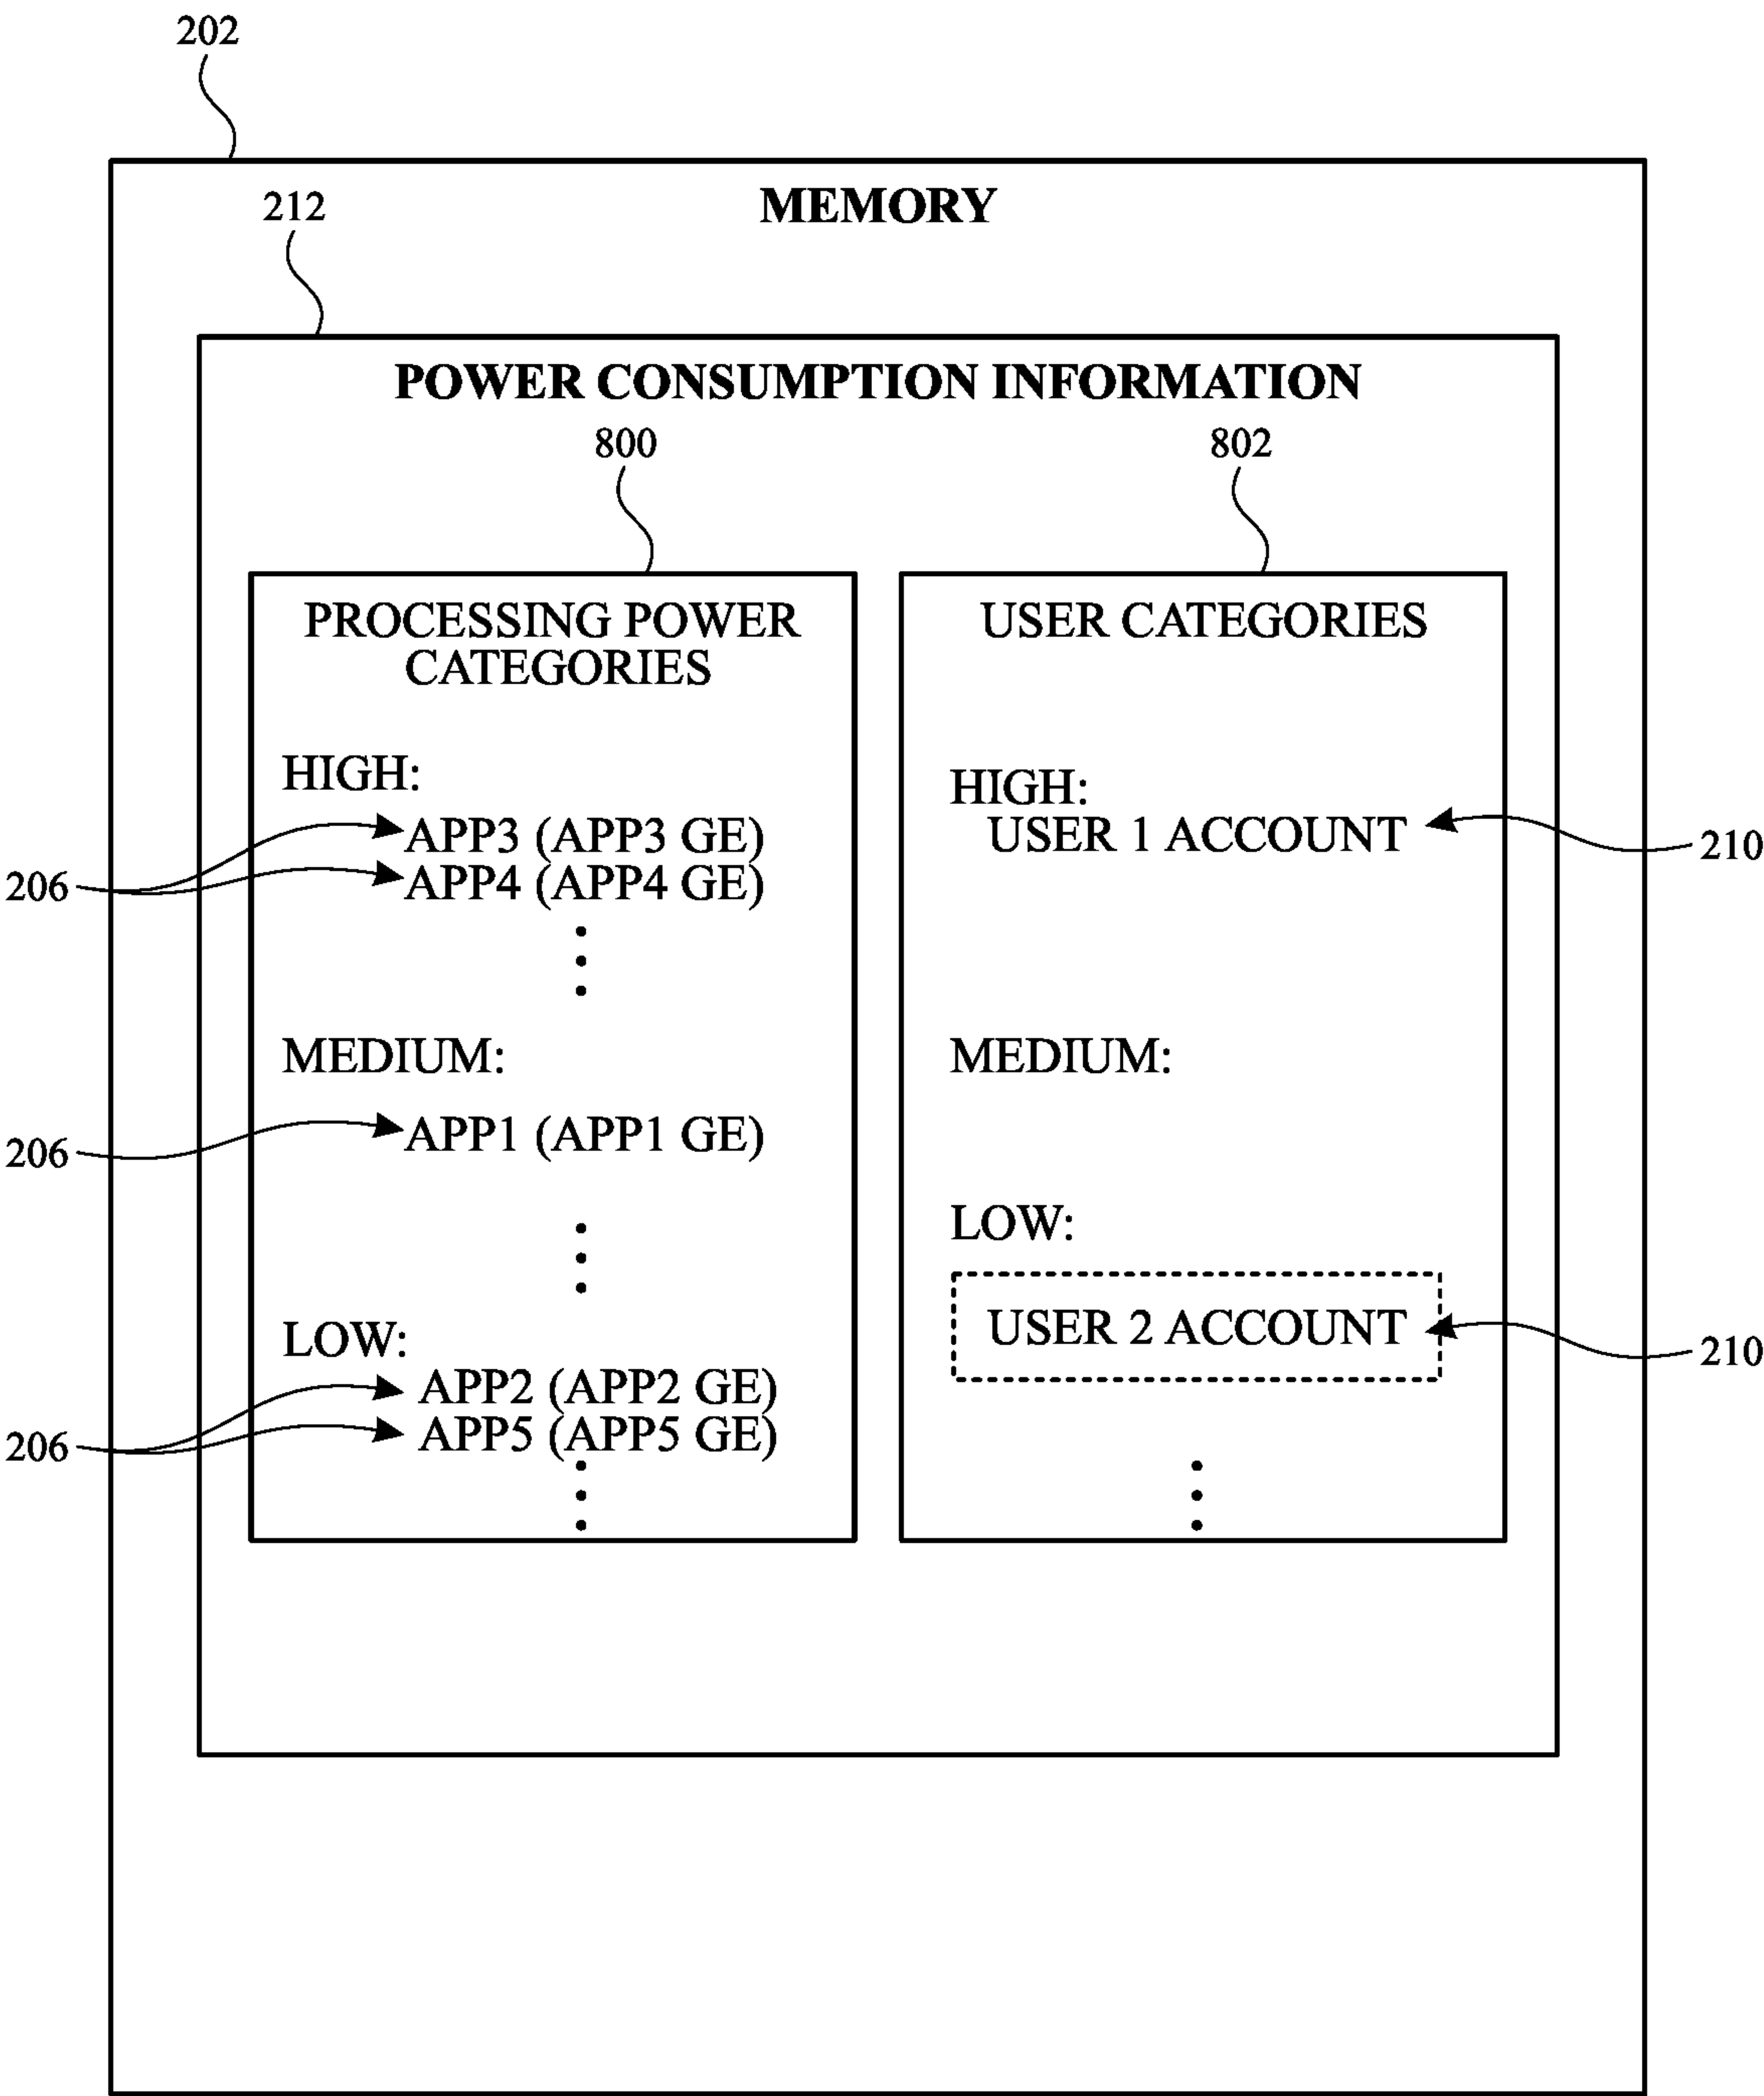 202
MEMORY
212
POWER CONSUMPTION INFORMATION
800
802
PROCESSING POWER
CATEGORIES
HIGH:
APP3 (APP3 GE)
APP4 (APP4 GE)
206
MEDIUM:
APP1 (APP1 GE)
206
LOW:
APP2 (APP2 GE)
APP5 (APP5 GE)
206
USER CATEGORIES
HIGH:
USER 1 ACCOUNT
210
MEDIUM:
LOW:
USER 2 ACCOUNT
210